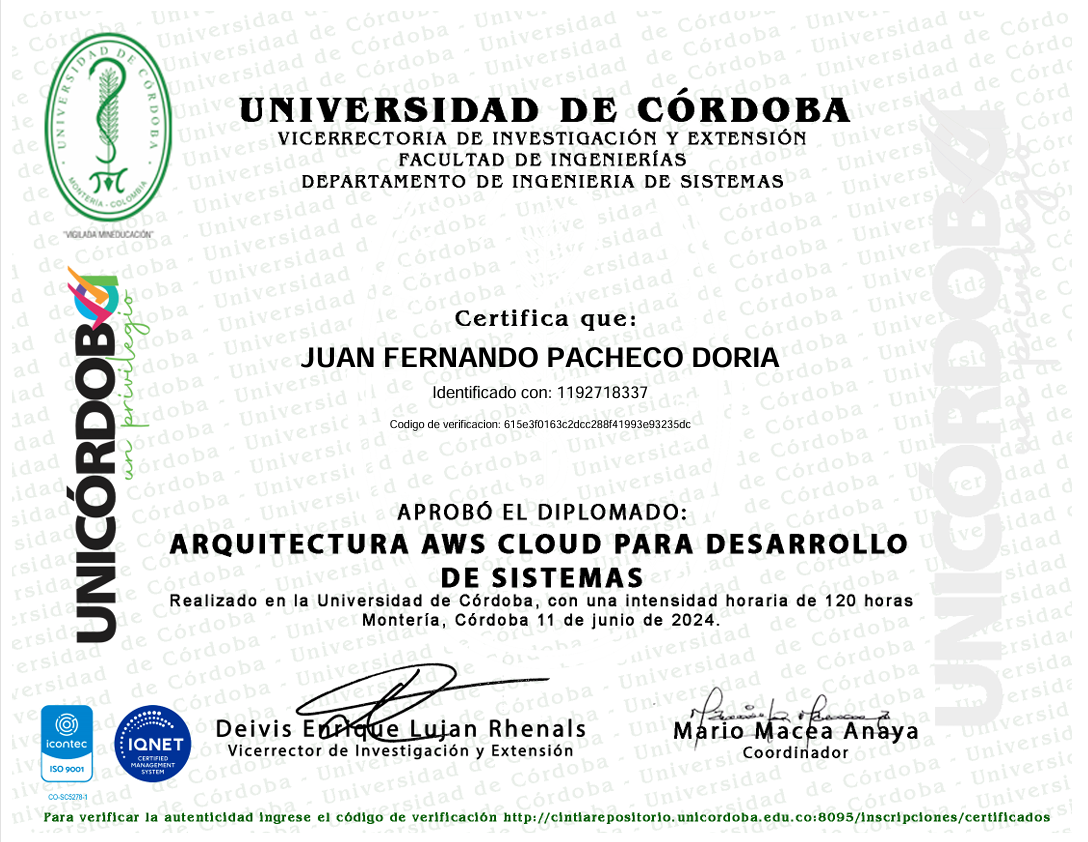 UNIVERSIDAD DE CÓRDOBA
MONTERÍA - COLOMBIA
"VIGILADA MINEDUCACIÓN"
UNIVERSIDAD DE CÓRDOBA
VICERRECTORIA DE INVESTIGACIÓN Y EXTENSIÓN
FACULTAD DE INGENIERÍAS
DEPARTAMENTO DE INGENIERIA DE SISTEMAS
UNICÓRDOBA
un privilegio
Certifica que:
JUAN FERNANDO PACHECO DORIA
Identificado con: 1192718337
Codigo de verificacion: 615e3f0163c2dcc288f41993e93235dc
APROBÓ EL DIPLOMADO:
ARQUITECTURA AWS CLOUD PARA DESARROLLO
DE SISTEMAS
Realizado en la Universidad de Córdoba, con una intensidad horaria de 120 horas
Montería, Córdoba 11 de junio de 2024.
UNICÓRDOBA
un privilegio
Deivis Enrique Lujan Rhenals
Vicerrector de Investigación y Extensión
Mario Macea Anaya
Coordinador
icontec
ISO 9001
CO-SC5278-1
IQNET
CERTIFIED
MANAGEMENT
SYSTEM
Para verificar la autenticidad ingrese el código de verificación http://cintiarepositorio.unicordoba.edu.co:8095/inscripciones/certificados